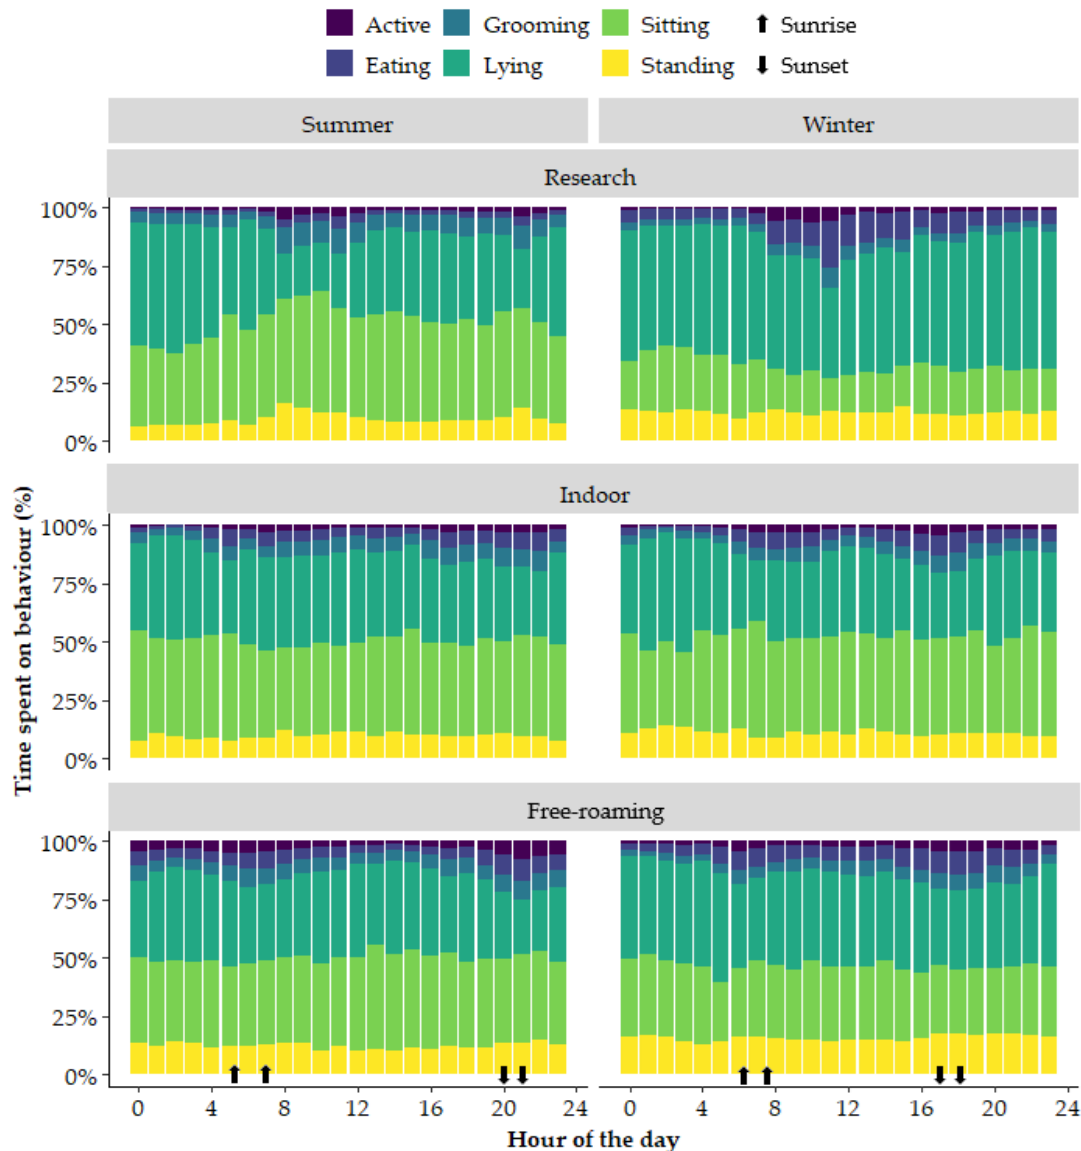 Active Grooming Sitting Sunrise
Eating Lying Standing Sunset
Summer Winter
Research
100%
75%
50%
25%
0%
Indoor
100%
75%
50%
25%
0%
Free-roaming
100%
75%
50%
25%
0%
0 4 8 12 16 20 24 0 4 8 12 16 20 24
Hour of the day
Time spent on behaviour (%)